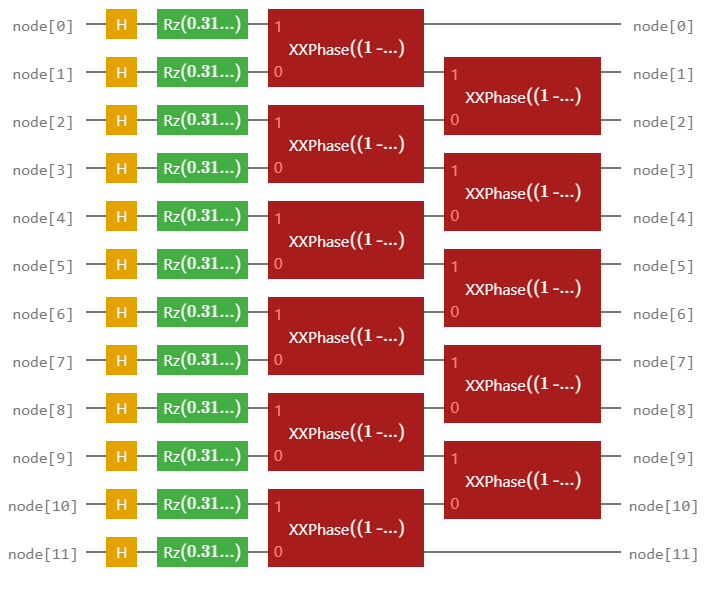 node[0] H Rz(0.31...) 1 node[0]
XXPhase((1 -...)
node[1] H Rz(0.31...) 0 1 node[1]
XXPhase((1 -...)
node[2] H Rz(0.31...) 1 0 node[2]
XXPhase((1 -...)
node[3] H Rz(0.31...) 0 1 node[3]
XXPhase((1 -...)
node[4] H Rz(0.31...) 1 0 node[4]
XXPhase((1 -...)
node[5] H Rz(0.31...) 0 1 node[5]
XXPhase((1 -...)
node[6] H Rz(0.31...) 1 0 node[6]
XXPhase((1 -...)
node[7] H Rz(0.31...) 0 1 node[7]
XXPhase((1 -...)
node[8] H Rz(0.31...) 1 0 node[8]
XXPhase((1 -...)
node[9] H Rz(0.31...) 0 1 node[9]
XXPhase((1 -...)
node[10] H Rz(0.31...) 1 0 node[10]
XXPhase((1 -...)
node[11] H Rz(0.31...) 0 node[11]